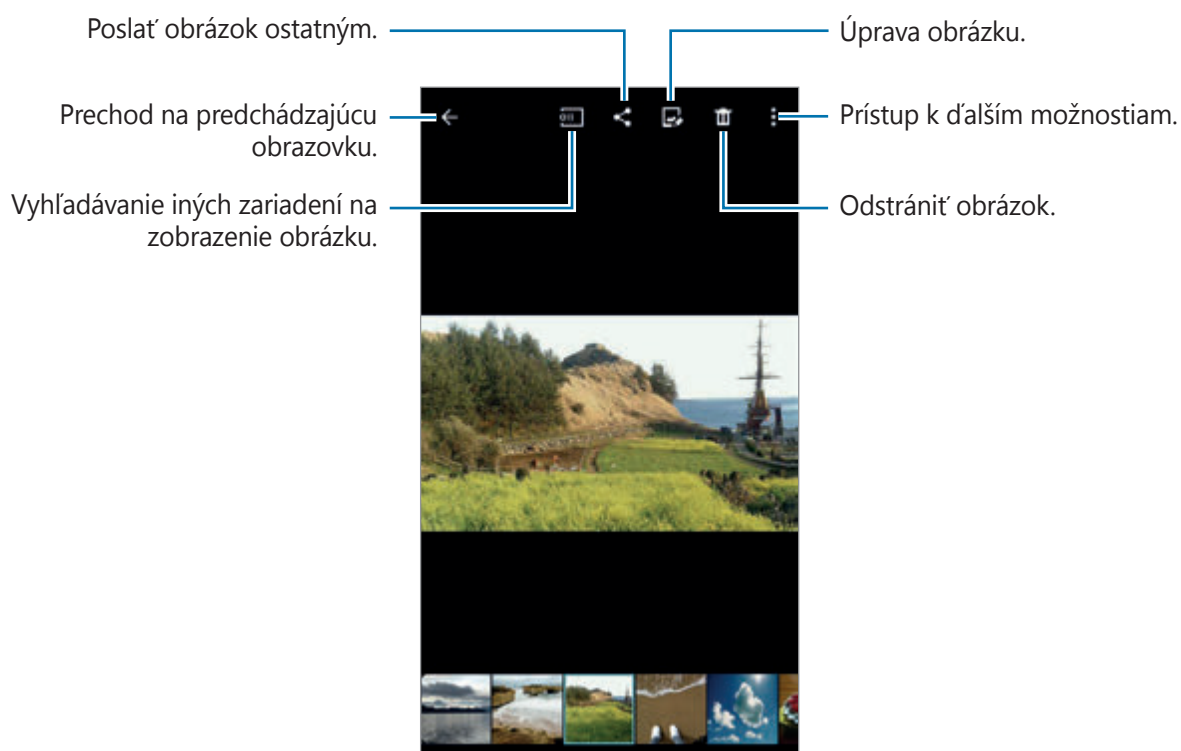 Poslať obrázok ostatným.
Úprava obrázku.
Prechod na predchádzajúcu
obrazovku.
Prístup k ďalším možnostiam.
Vyhľadávanie iných zariadení na
zobrazenie obrázku.
Odstrániť obrázok.